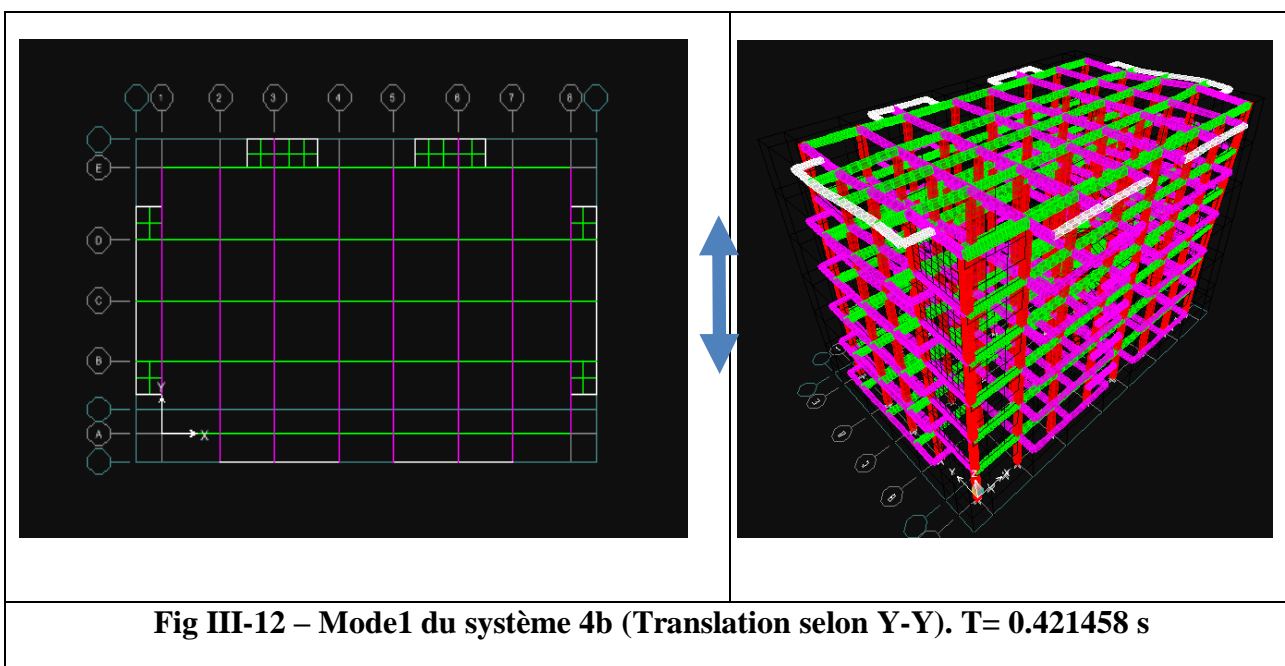 1 2 3 4 5 6 7 8
E
D
C
B
Y
A
X
Z
Fig III-12 – Mode1 du système 4b (Translation selon Y-Y). T= 0.421458 s